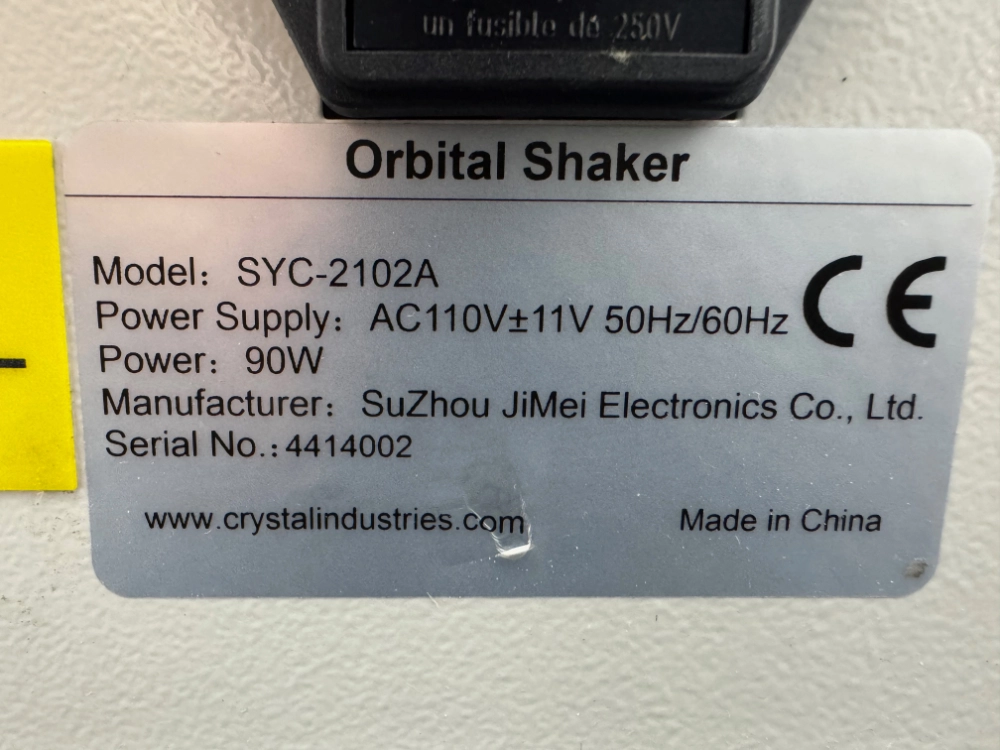 un fusible de 250V
Orbital Shaker
Model: SYC-2102A
Power Supply: AC110V±11V 50Hz/60Hz
CE
Power: 90W
Manufacturer: SuZhou JiMei Electronics Co., Ltd.
Serial No.: 4414002
www.crystalindustries.com
Made in China